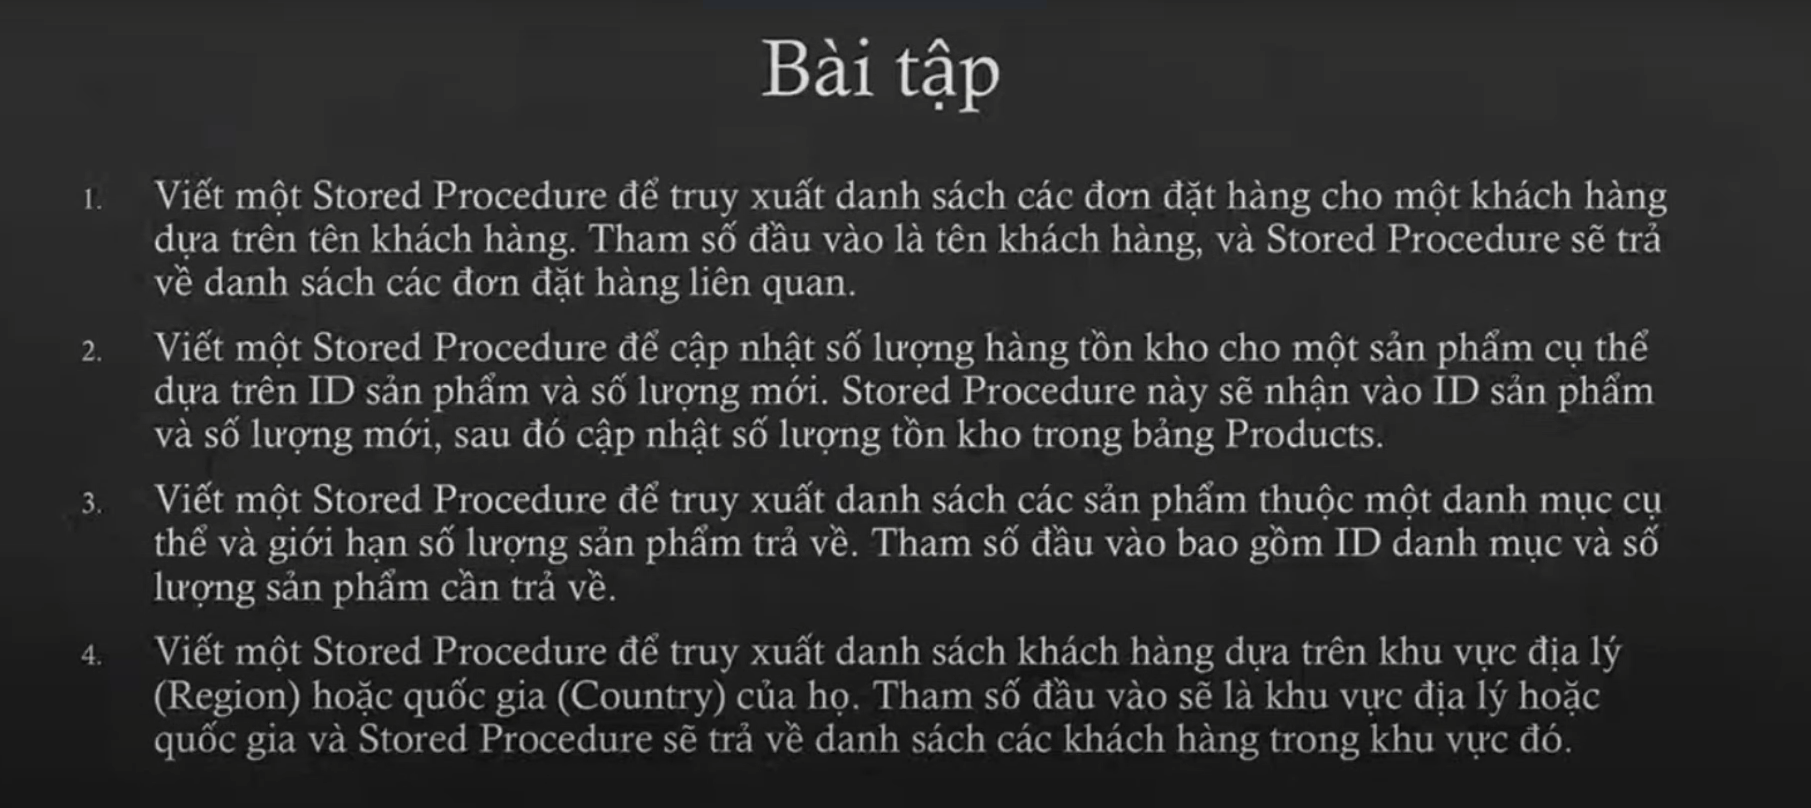 Bài tập
1. Viết một Stored Procedure để truy xuất danh sách các đơn đặt hàng cho một khách hàng
dựa trên tên khách hàng. Tham số đầu vào là tên khách hàng, và Stored Procedure sẽ trả
về danh sách các đơn đặt hàng liên quan.
2. Viết một Stored Procedure để cập nhật số lượng hàng tồn kho cho một sản phẩm cụ thể
dựa trên ID sản phẩm và số lượng mới. Stored Procedure này sẽ nhận vào ID sản phẩm
và số lượng mới, sau đó cập nhật số lượng tồn kho trong bảng Products.
3. Viết một Stored Procedure để truy xuất danh sách các sản phẩm thuộc một danh mục cụ
thể và giới hạn số lượng sản phẩm trả về. Tham số đầu vào bao gồm ID danh mục và số
lượng sản phẩm cần trả về.
4. Viết một Stored Procedure để truy xuất danh sách khách hàng dựa trên khu vực địa lý
(Region) hoặc quốc gia (Country) của họ. Tham số đầu vào sẽ là khu vực địa lý hoặc
quốc gia và Stored Procedure sẽ trả về danh sách các khách hàng trong khu vực đó.